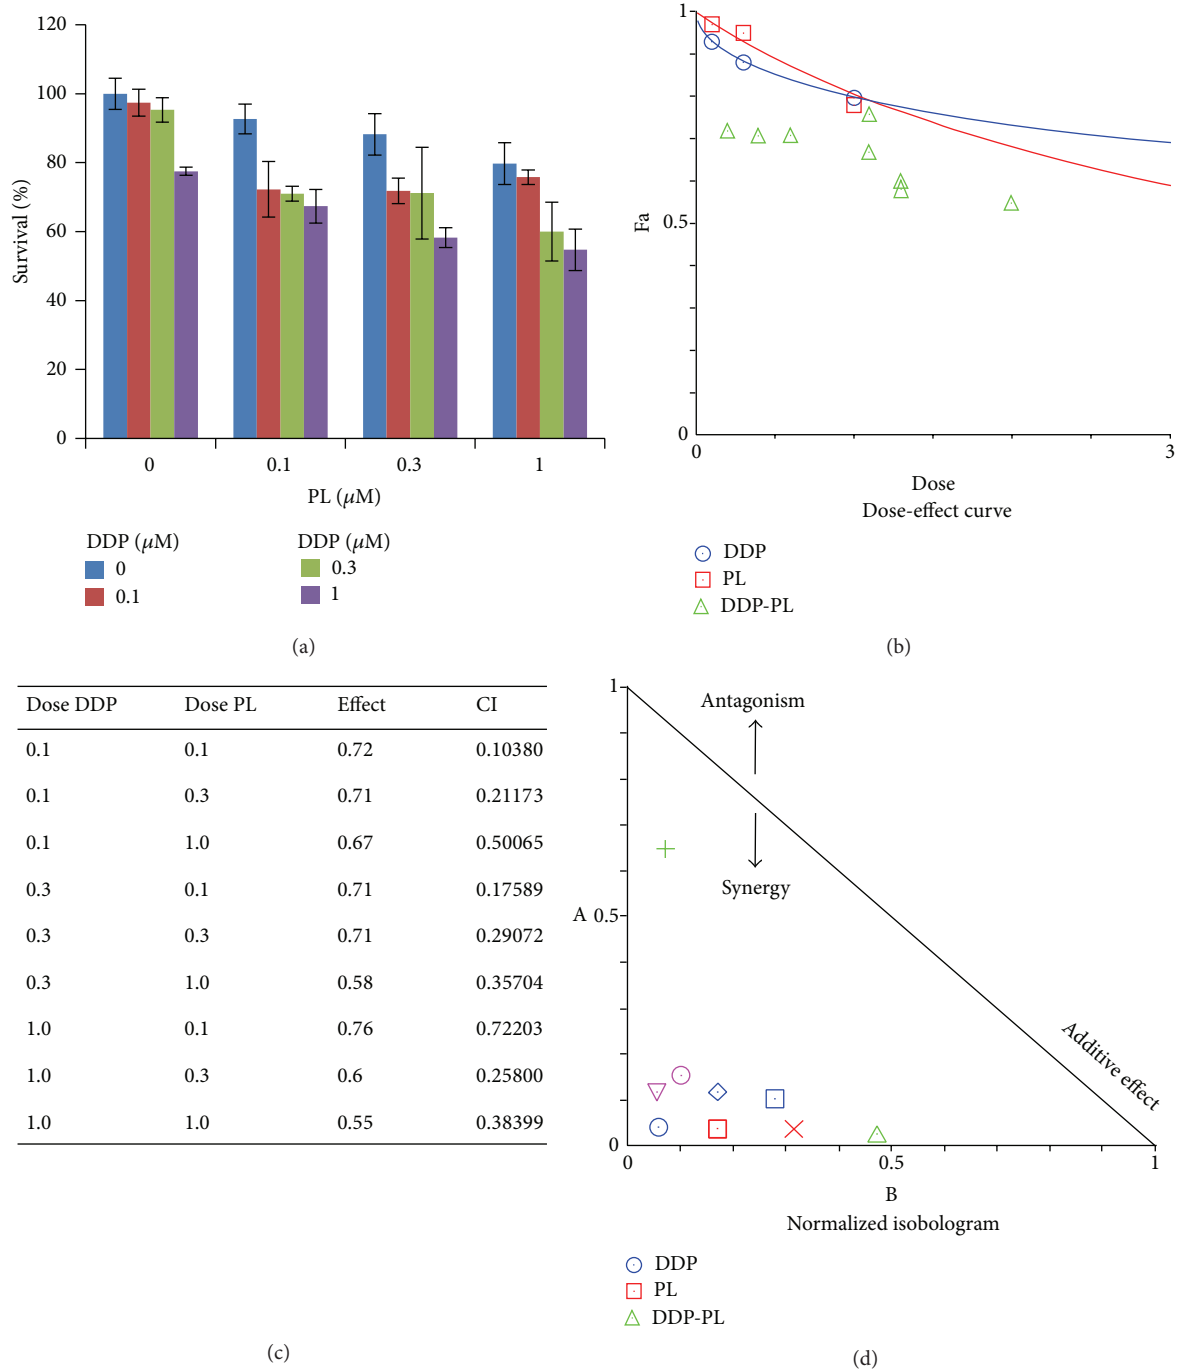 120
100
80
60
40
20
0
Survival (%)
0 0.1 0.3 1
PL (μM)
DDP (μM) DDP (μM)
0 0.3
0.1 1
(a)
1
0.5
0
Fa
0 3
Dose
Dose-effect curve
DDP
PL
DDP-PL
(b)
Dose DDP Dose PL Effect CI
0.1 0.1 0.72 0.10380
0.1 0.3 0.71 0.21173
0.1 1.0 0.67 0.50065
0.3 0.1 0.71 0.17589
0.3 0.3 0.71 0.29072
0.3 1.0 0.58 0.35704
1.0 0.1 0.76 0.72203
1.0 0.3 0.6 0.25800
1.0 1.0 0.55 0.38399
(c)
1
Antagonism
Synergy
A 0.5
Additive effect
0
0 0.5 1
B
Normalized isobologram
DDP
PL
DDP-PL
(d)